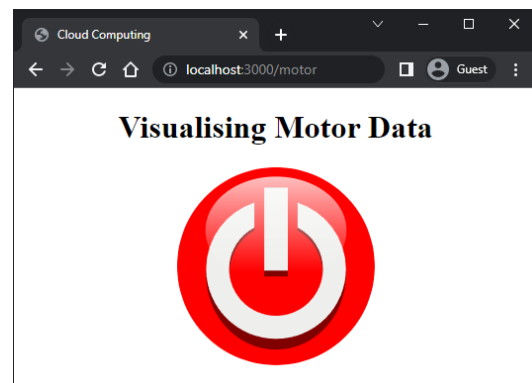 Cloud Computing
localhost:3000/motor
Guest
Visualising Motor Data